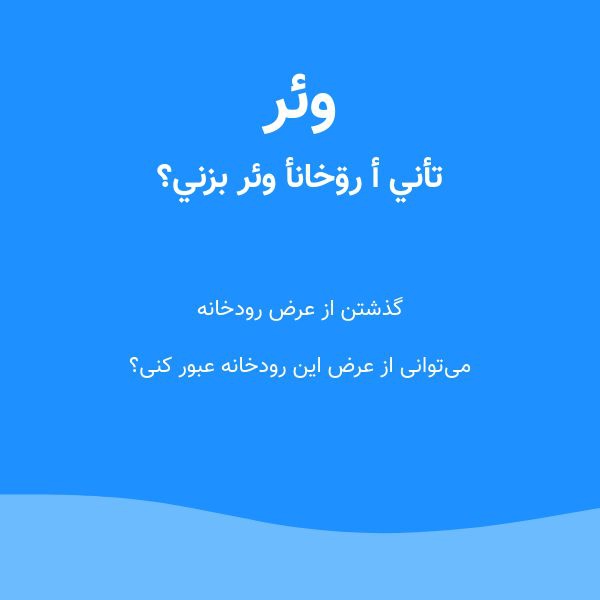 وئر
تأني أ رۊخانأ وئر بزني؟
گذشتن از عرض رودخانه
می‌توانی از عرض این رودخانه عبور کنی؟